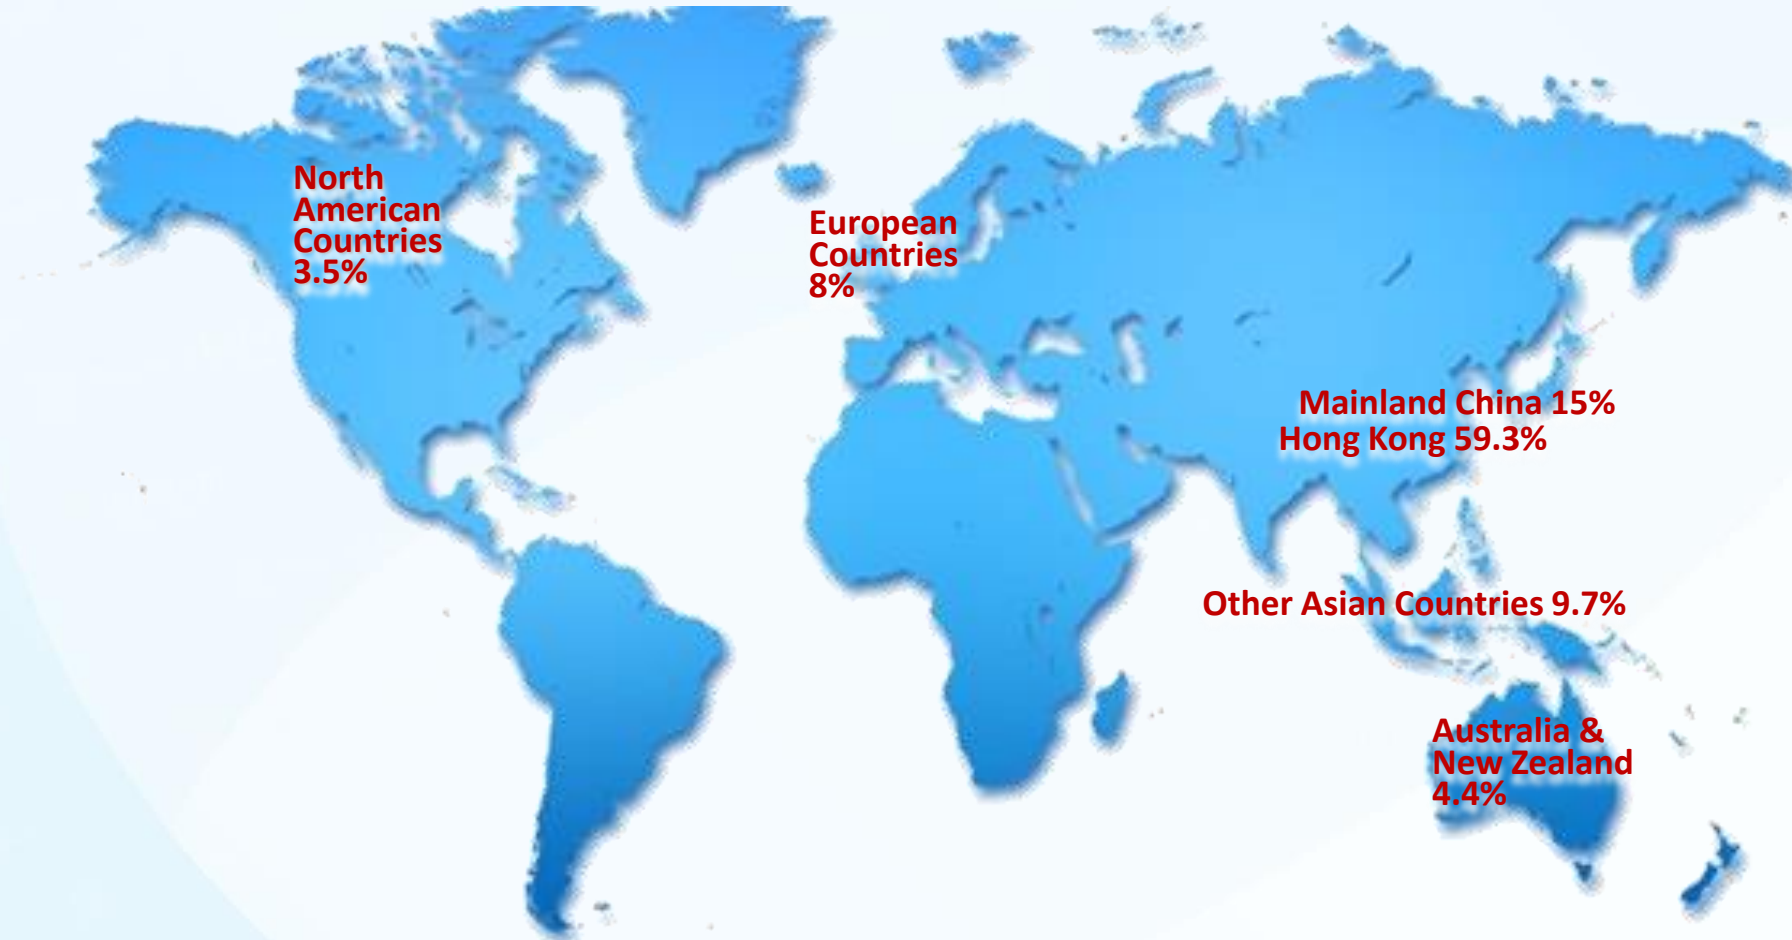 North
American
Countries
3.5%
European
Countries
8%
Mainland China 15%
Hong Kong 59.3%
Other Asian Countries 9.7%
Australia &
New Zealand
4.4%